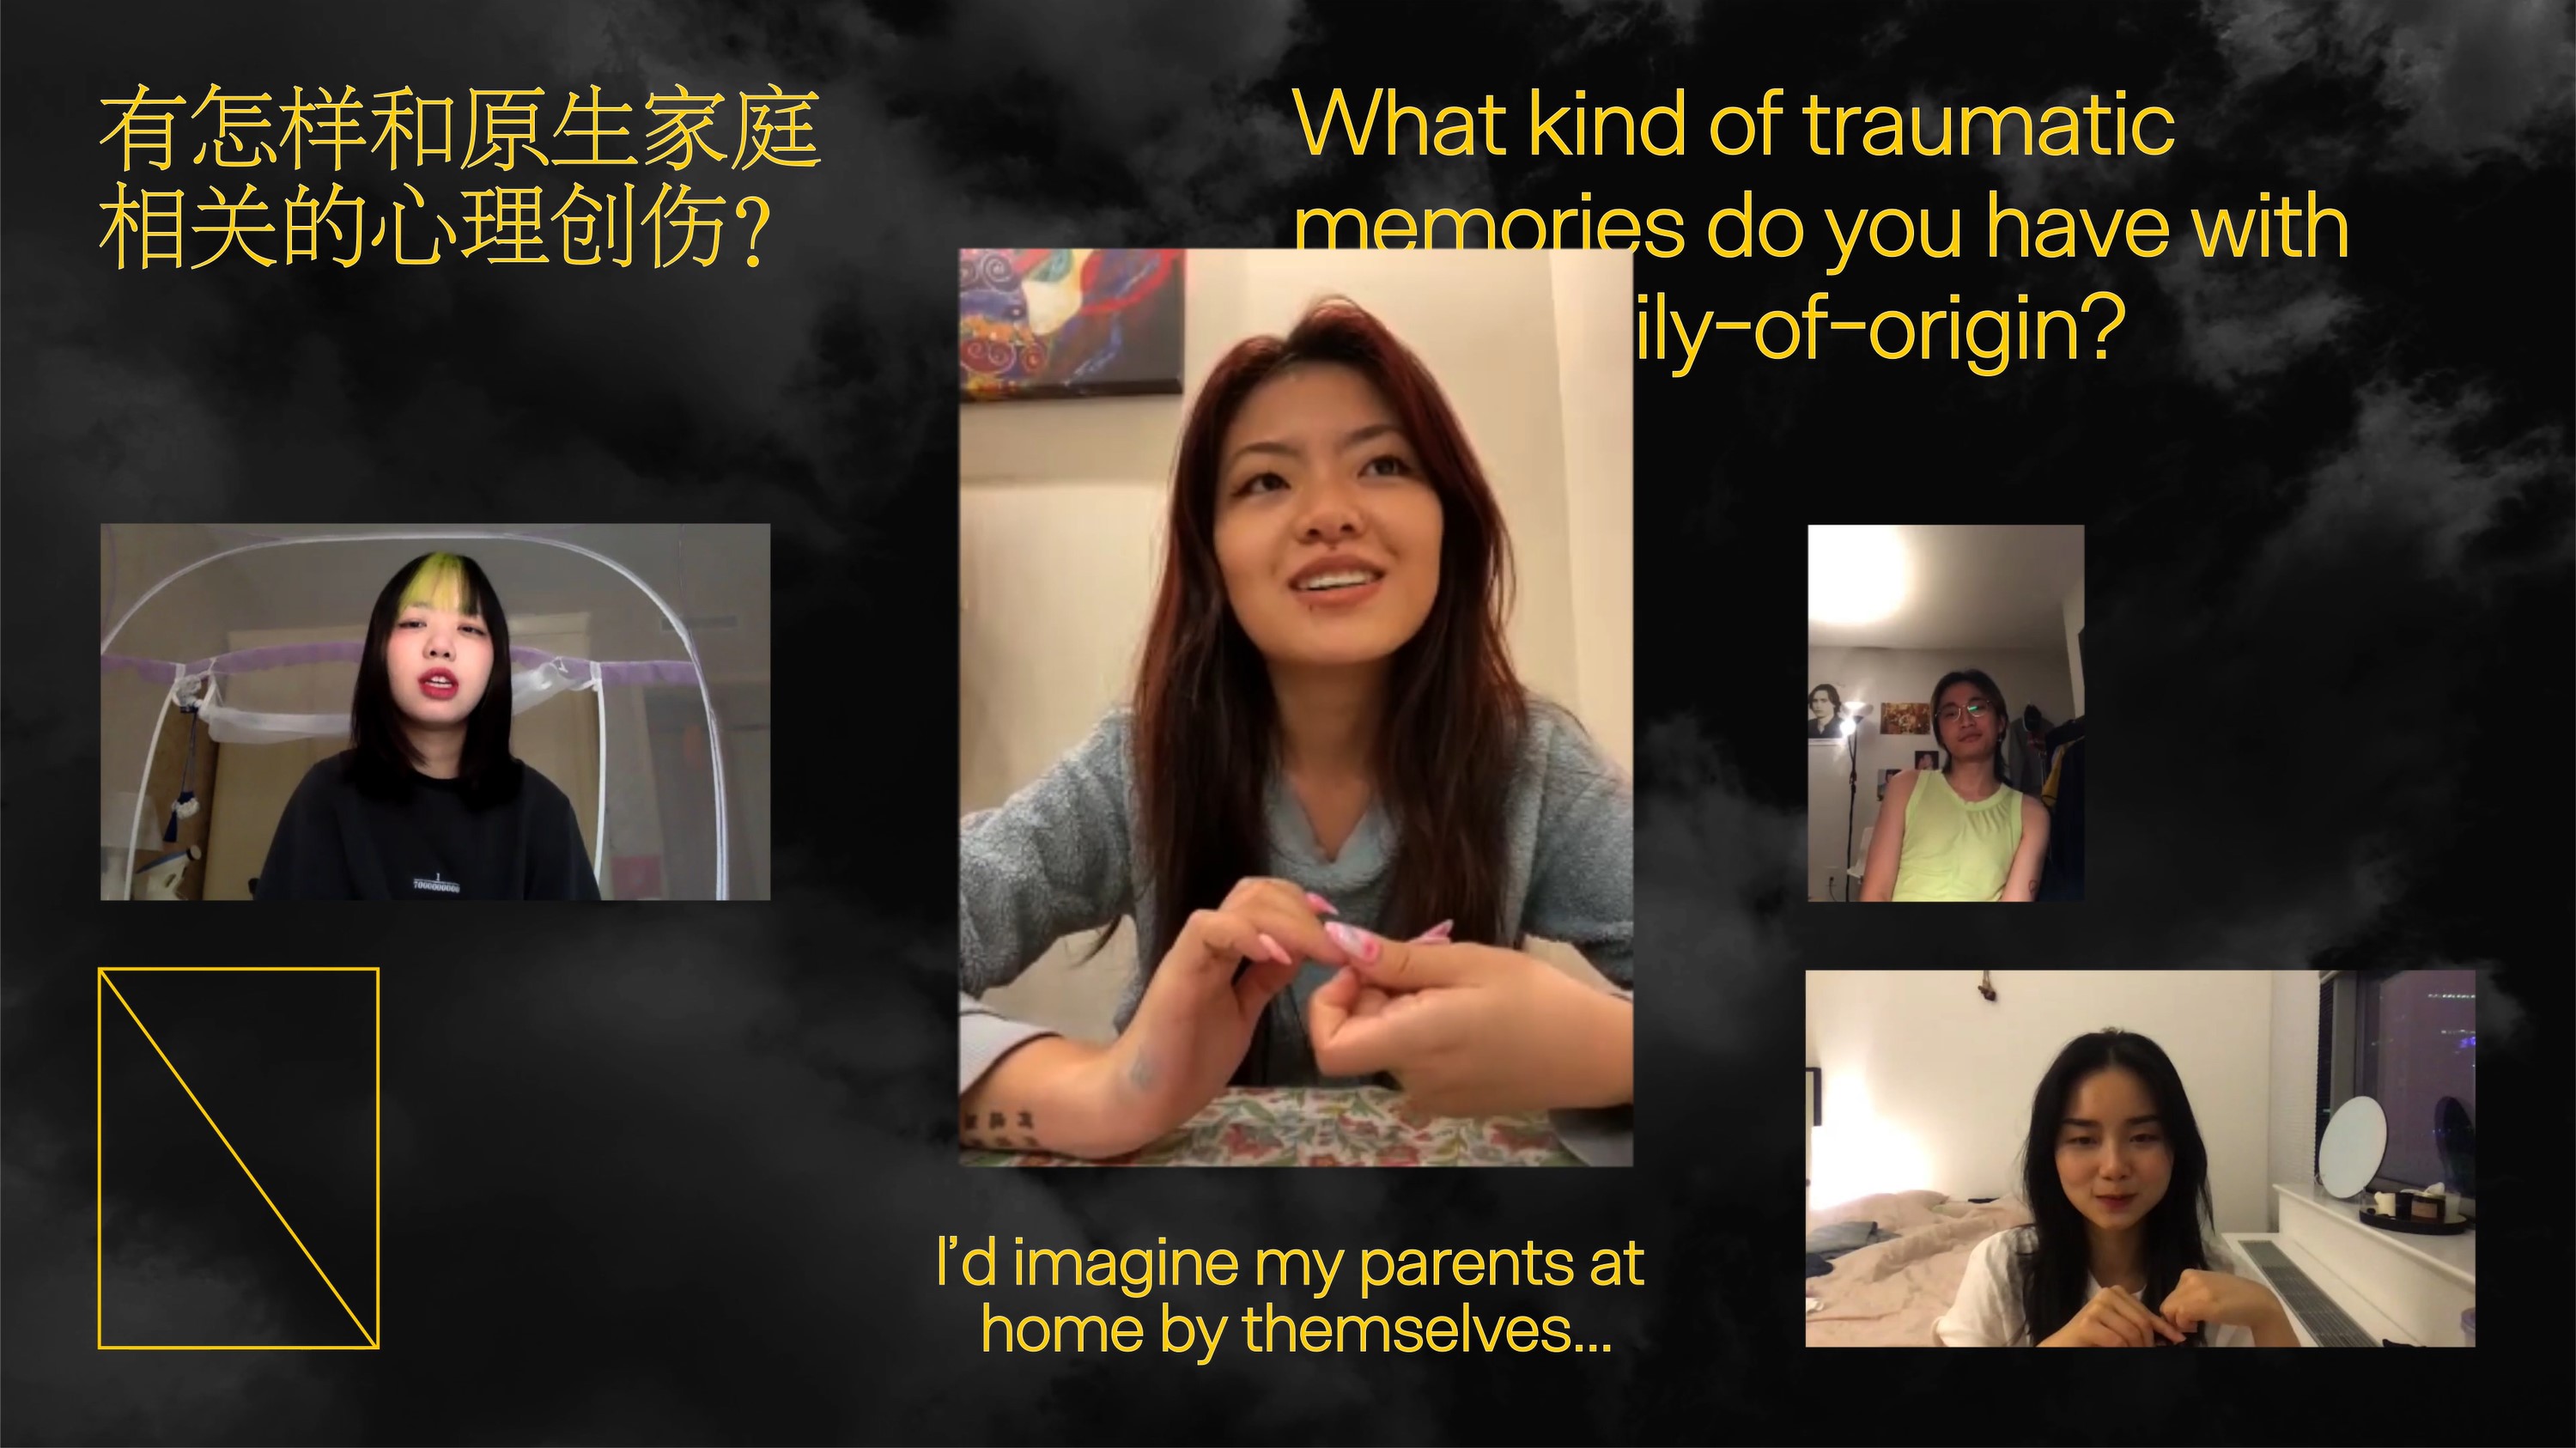 有怎样和原生家庭
相关的心理创伤？
What kind of traumatic
memories do you have with
ily-of-origin?
I'd imagine my parents at
home by themselves...